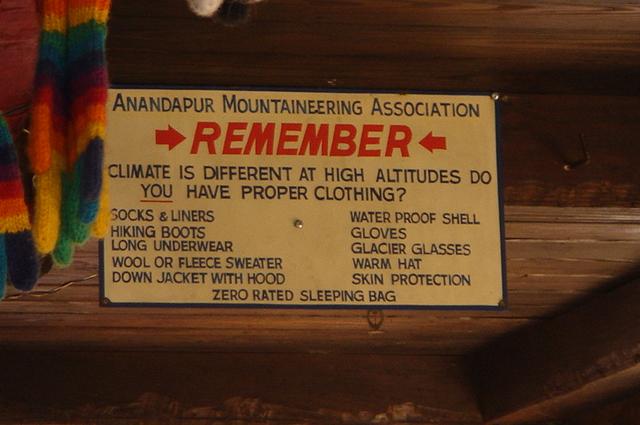 ANANDAPUR MOUNTAINEERING ASSOCIATION
REMEMBER
CLIMATE IS DIFFERENT AT HIGH ALTITUDES DO
YOU HAVE PROPER CLOTHING?
SOCKS & LINERS
HIKING BOOTS
LONG UNDERWEAR
WOOL OR FLEECE SWEATER
DOWN JACKET WITH HOOD
WATER PROOF SHELL
GLOVES
GLACIER GLASSES
WARM HAT
SKIN PROTECTION
ZERO RATED SLEEPING BAG